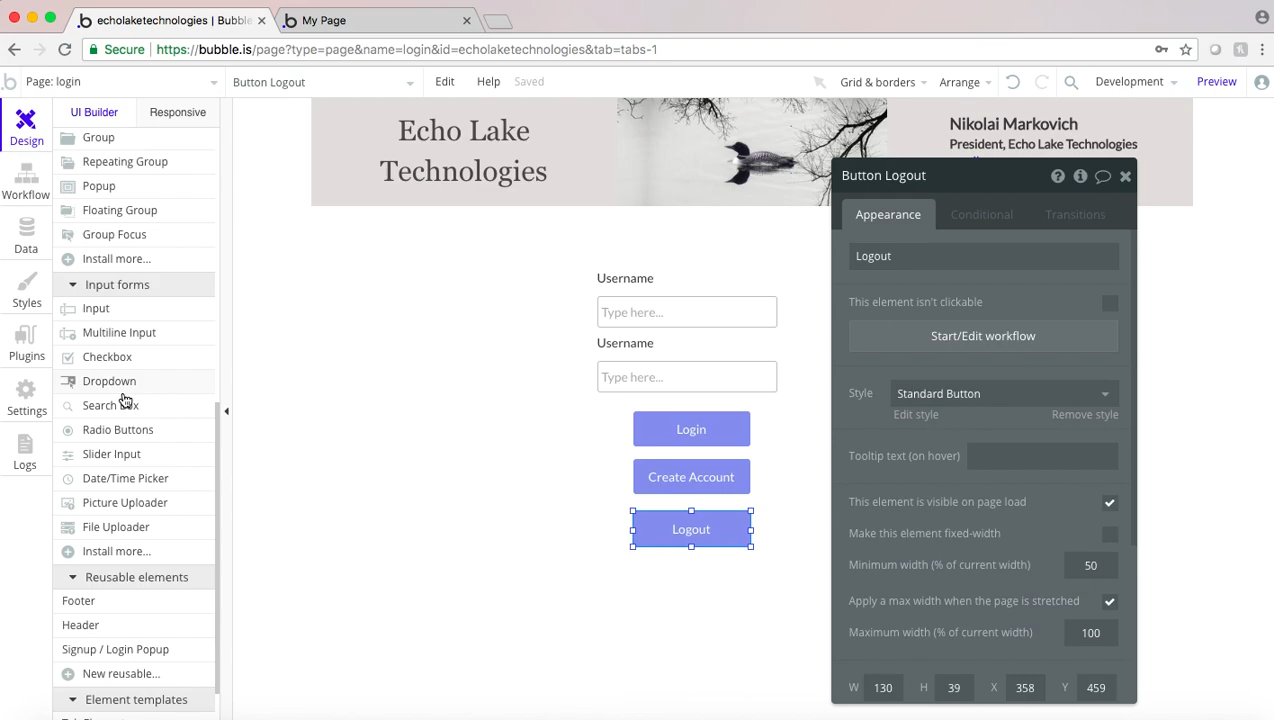 echolaketechnologies | Bubble
My Page
Secure
https://bubble.is/page?type=page&name=login&id=echolaketechnologies&tab=tabs-1
Page: login
Button Logout
Edit
Help
Saved
Grid & borders
Arrange
Development
Preview
Design
Workflow
Data
Styles
Plugins
Settings
Logs
UI Builder
Responsive
Group
Repeating Group
Popup
Floating Group
Group Focus
Install more...
Input forms
Input
Multiline Input
Checkbox
Dropdown
Search
Radio Buttons
Slider Input
Date/Time Picker
Picture Uploader
File Uploader
Install more...
Reusable elements
Footer
Header
Signup / Login Popup
New reusable...
Element templates
Echo Lake
Technologies
Nikolai Markovich
President, Echo Lake Technologies
Username
Type here...
Username
Type here...
Login
Create Account
Logout
Button Logout
Appearance
Conditional
Transitions
Logout
This element isn't clickable
Start/Edit workflow
Style
Standard Button
Edit style
Remove style
Tooltip text (on hover)
This element is visible on page load
Make this element fixed-width
Minimum width (% of current width)
50
Apply a max width when the page is stretched
Maximum width (% of current width)
100
W 130 H 39 X 358 Y 459